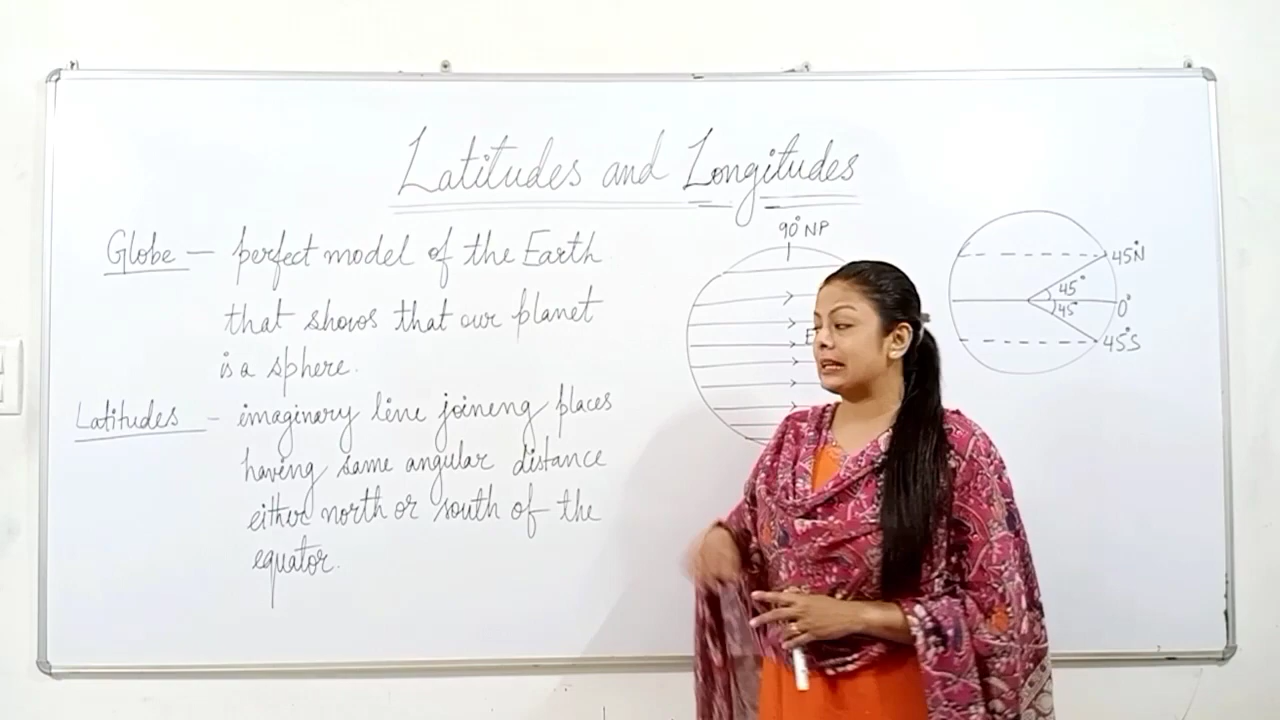 Latitudes and Longitudes
Globe — perfect model of the Earth
that shows that our planet
is a sphere.
Latitudes - imaginary line joineng places
having same angular distance
either north or south of the
equator.
90° NP
E
45°N
45°
0°
45°
45°S